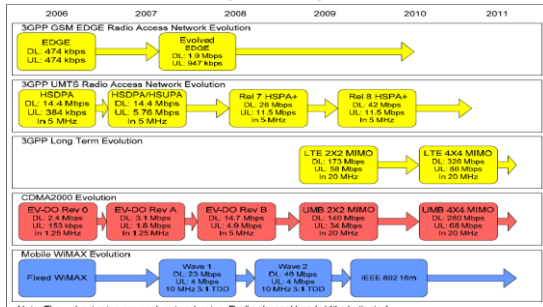 2006 2007 2008 2009 2010 2011
3GPP GSM EDGE Radio Access Network Evolution
EDGE
DL: 474 kbps
UL: 474 kbps
Evolved
EDGE
DL: 1.9 Mbps
UL: 947 kbps
3GPP UMTS Radio Access Network Evolution
HSDPA
DL: 14.4 Mbps
UL: 384 kbps
In 5 MHz
HSDPA/HSUPA
DL: 14.4 Mbps
UL: 5.76 Mbps
In 5 MHz
Rel 7 HSPA+
DL: 28 Mbps
UL: 11.5 Mbps
In 5 MHz
Rel 8 HSPA+
DL: 42 Mbps
UL: 11.5 Mbps
In 5 MHz
3GPP Long Term Evolution
LTE 2X2 MIMO
DL: 173 Mbps
UL: 58 Mbps
In 20 MHz
LTE 4X4 MIMO
DL: 326 Mbps
UL: 86 Mbps
In 20 MHz
CDMA2000 Evolution
EV-DO Rev 0
DL: 2.4 Mbps
UL: 153 kbps
In 1.25 MHz
EV-DO Rev A
DL: 3.1 Mbps
UL: 1.8 Mbps
In 1.25 MHz
EV-DO Rev B
DL: 14.7 Mbps
UL: 4.9 Mbps
In 5 MHz
UMB 2X2 MIMO
DL: 140 Mbps
UL: 34 Mbps
In 20 MHz
UMB 4X4 MIMO
DL: 280 Mbps
UL: 68 Mbps
In 20 MHz
Mobile WiMAX Evolution
Fixed WiMAX
Wave 1
DL: 23 Mbps
UL: 4 Mbps
10 MHz 3:1 TDD
Wave 2
DL: 46 Mbps
UL: 4 Mbps
10 MHz 3:1 TDD
IEEE 802.16m